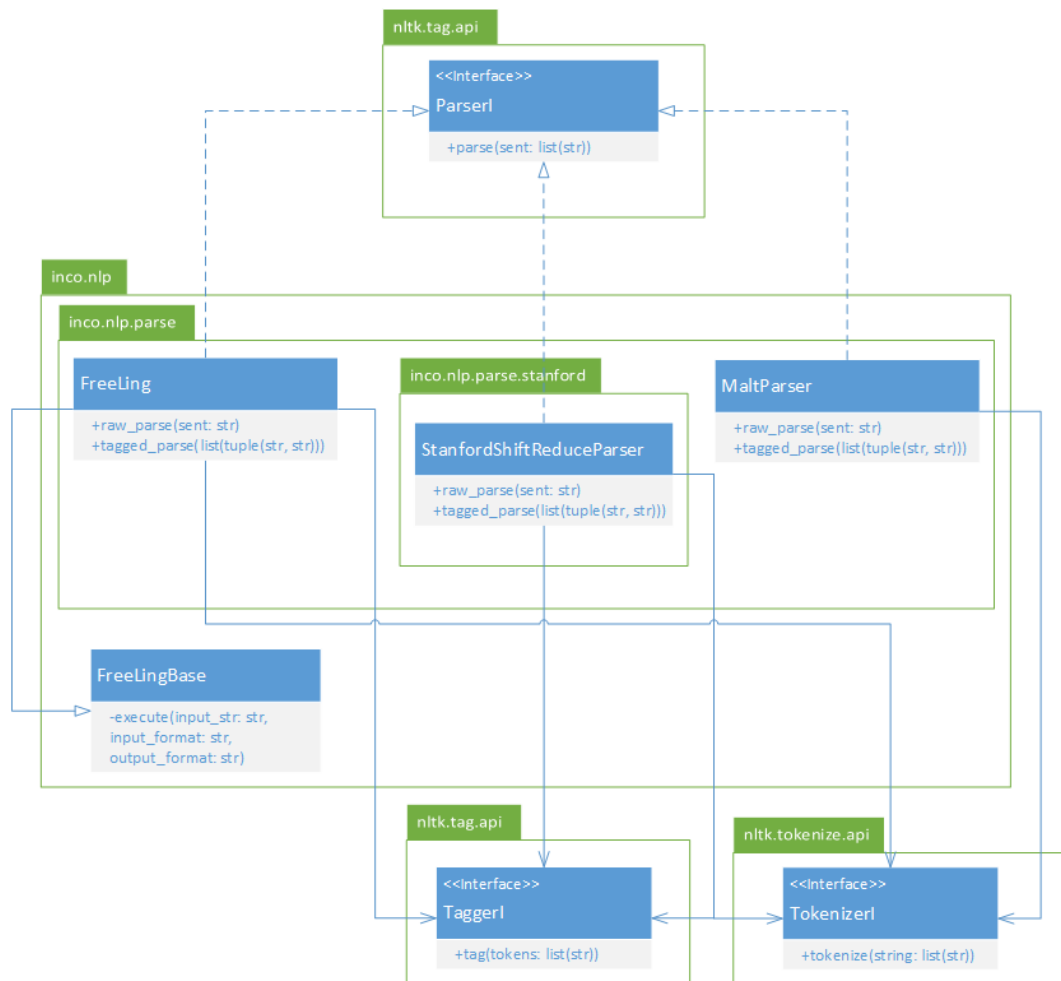 nltk.tag.api
<<Interface>>
ParserI
+parse(sent: list(str))
inco.nlp
inco.nlp.parse
FreeLing
+raw_parse(sent: str)
+tagged_parse(list(tuple(str, str)))
inco.nlp.parse.stanford
StanfordShiftReduceParser
+raw_parse(sent: str)
+tagged_parse(list(tuple(str, str)))
MaltParser
+raw_parse(sent: str)
+tagged_parse(list(tuple(str, str)))
FreeLingBase
-execute(input_str: str,
input_format: str,
output_format: str)
nltk.tag.api
<<Interface>>
TaggerI
+tag(tokens: list(str))
nltk.tokenize.api
<<Interface>>
TokenizerI
+tokenize(string: list(str))